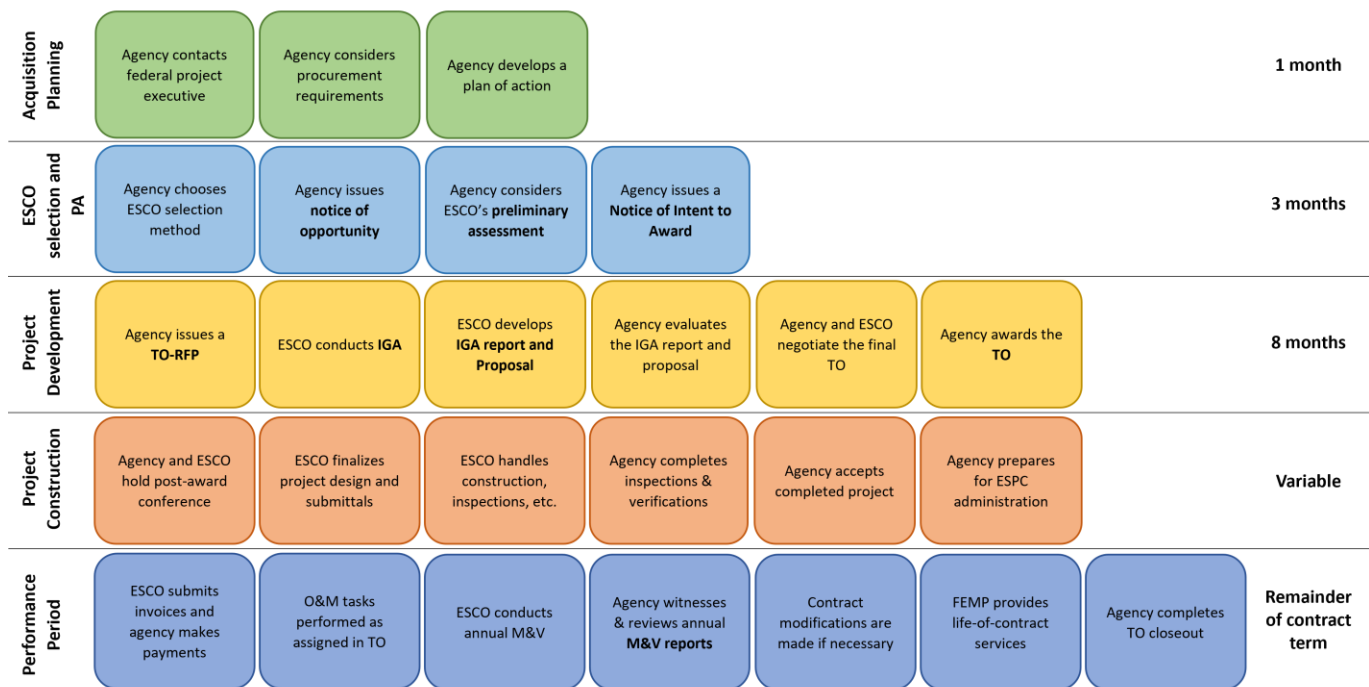 Acquisition
Planning
Agency contacts
federal project
executive
Agency considers
procurement
requirements
Agency develops a
plan of action
1 month
ESCO
selection and
PA
Agency chooses
ESCO selection
method
Agency issues
notice of
opportunity
Agency considers
ESCO's preliminary
assessment
Agency issues a
Notice of Intent to
Award
3 months
Project
Development
Agency issues a
TO-RFP
ESCO conducts IGA
ESCO develops
IGA report and
Proposal
Agency evaluates
the IGA report and
proposal
Agency and ESCO
negotiate the final
TO
Agency awards the
TO
8 months
Project
Construction
Agency and ESCO
hold post-award
conference
ESCO finalizes
project design and
submittals
ESCO handles
construction,
inspections, etc.
Agency completes
inspections &
verifications
Agency accepts
completed project
Agency prepares
for ESPC
administration
Variable
Performance
Period
ESCO submits
invoices and
agency makes
payments
O&M tasks
performed as
assigned in TO
ESCO conducts
annual M&V
Agency witnesses
& reviews annual
M&V reports
Contract
modifications are
made if necessary
FEMP provides
life-of-contract
services
Agency completes
TO closeout
Remainder
of contract
term